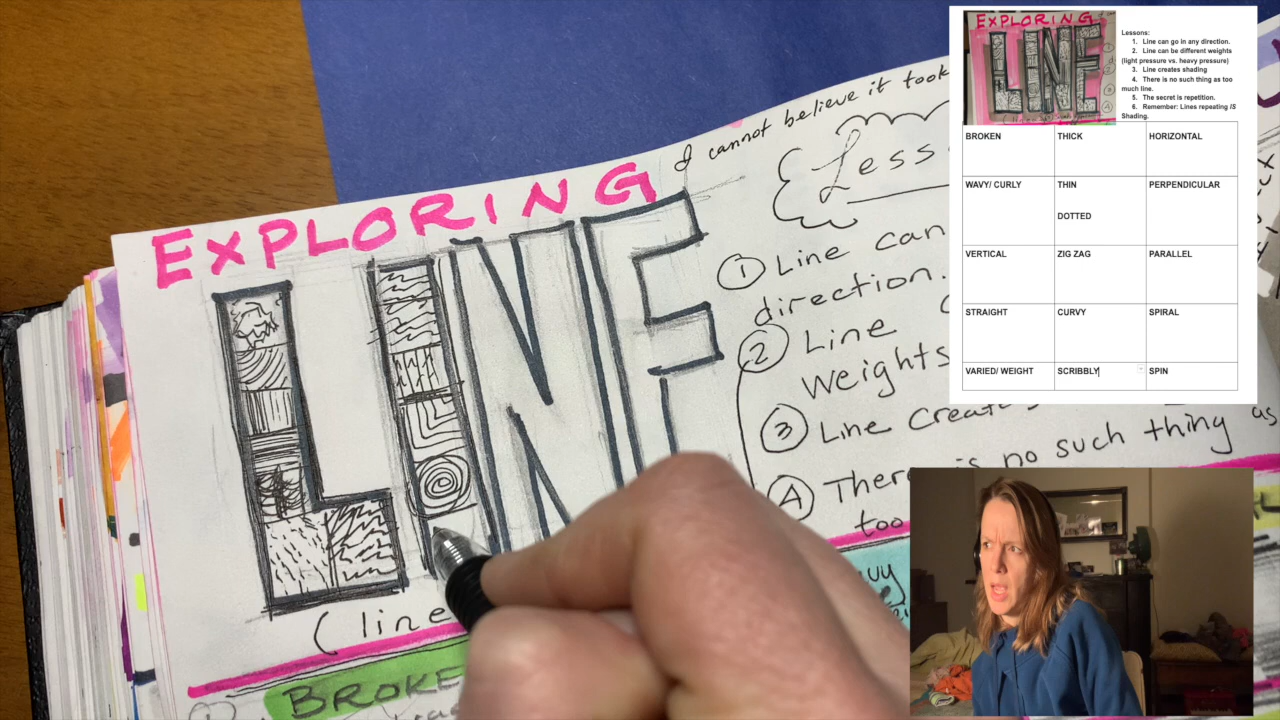 EXPLORING
LINE
I cannot believe it took
Less
① Line can
direction.
② Line
Weights
③ Line Creat
④ There is no such thing as
too
(line
BROKE
EXPLORING
LINE
Lessons:
1. Line can go in any direction.
2. Line can be different weights
(light pressure vs. heavy pressure)
3. Line creates shading
4. There is no such thing as too
much line.
5. The secret is repetition.
6. Remember: Lines repeating IS
Shading.
BROKEN THICK HORIZONTAL
WAVY/ CURLY THIN PERPENDICULAR
DOTTED
VERTICAL ZIG ZAG PARALLEL
STRAIGHT CURVY SPIRAL
VARIED/ WEIGHT SCRIBBLY SPIN